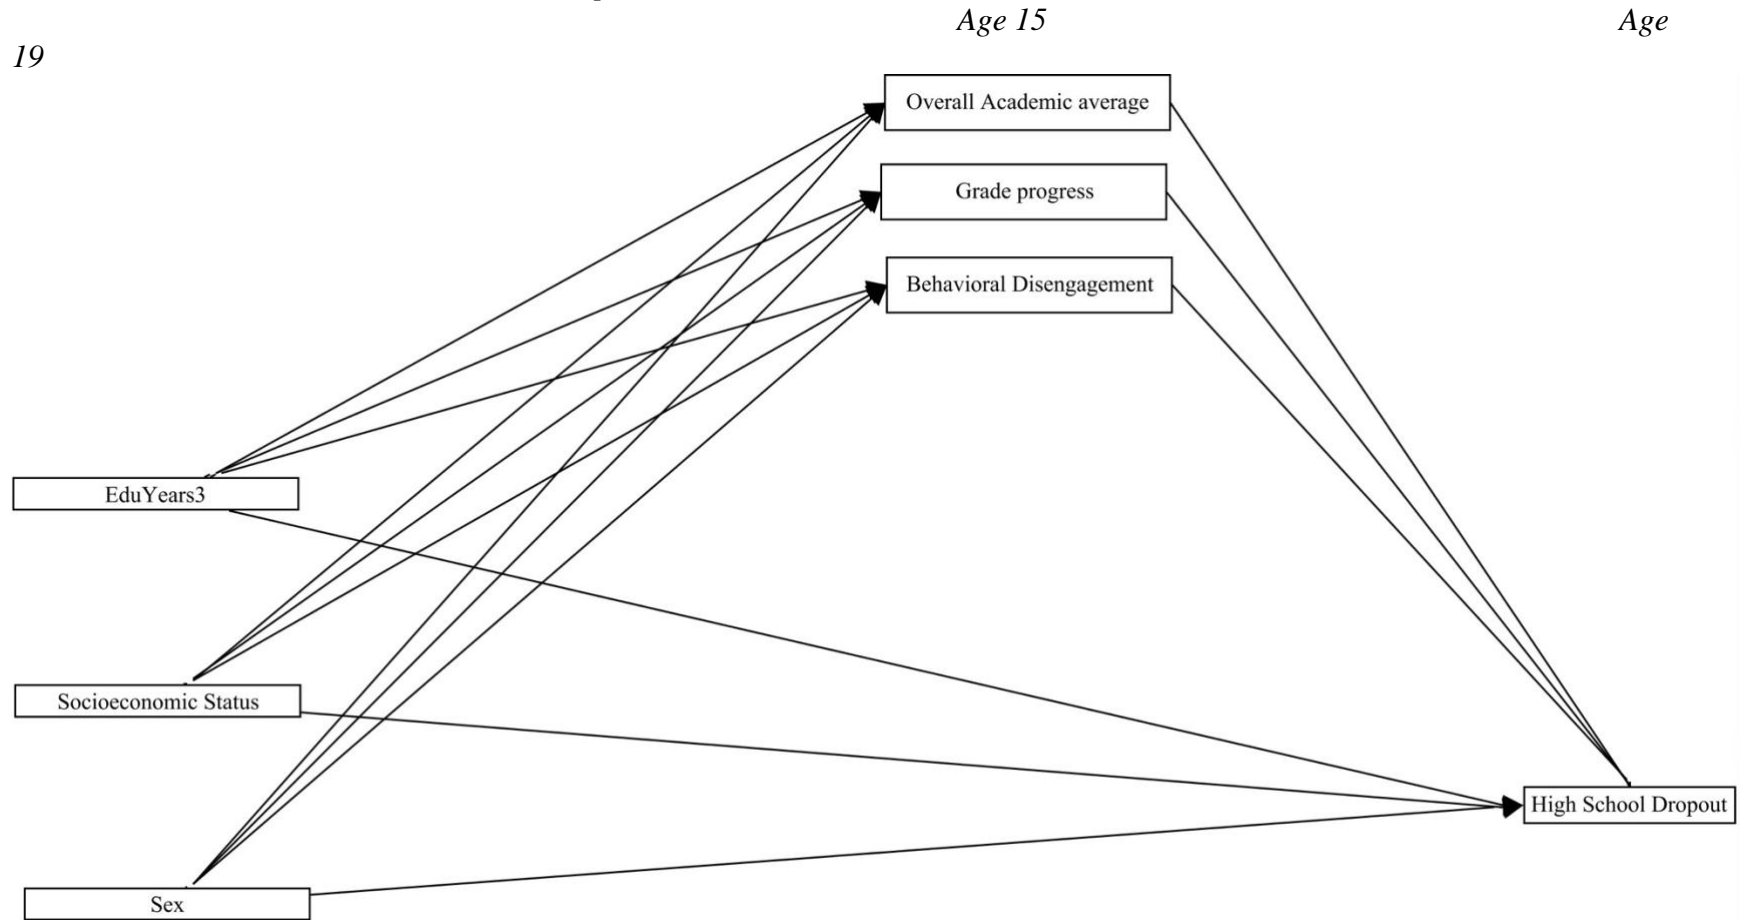 Age 15 Age
19
Overall Academic average
Grade progress
Behavioral Disengagement
EduYears3
Socioeconomic Status
High School Dropout
Sex